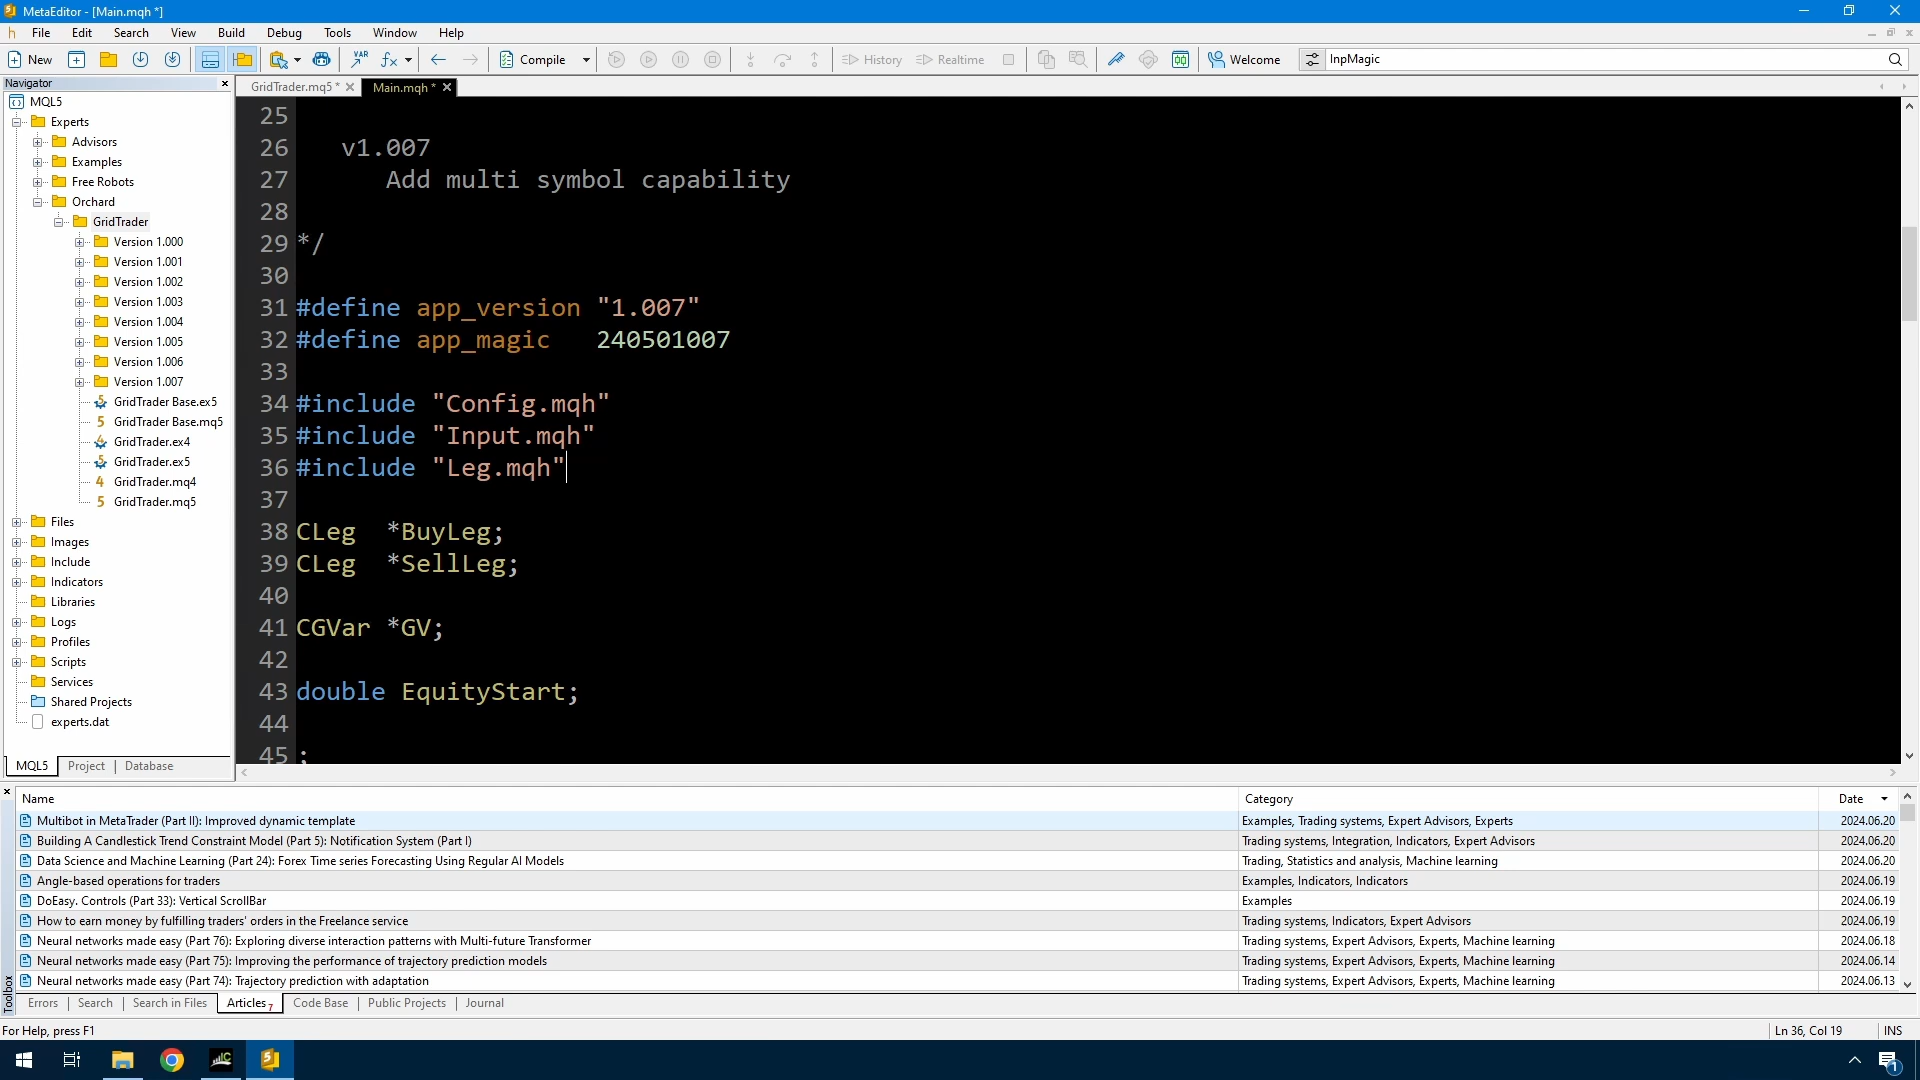 MetaEditor - [Main.mqh *]
File Edit Search View Build Debug Tools Window Help
New Compile History Realtime Welcome InpMagic
Navigator
MQL5
Experts
Advisors
Examples
Free Robots
Orchard
GridTrader
Version 1.000
Version 1.001
Version 1.002
Version 1.003
Version 1.004
Version 1.005
Version 1.006
Version 1.007
GridTrader Base.ex5
GridTrader Base.mq5
GridTrader.ex4
GridTrader.ex5
GridTrader.mq4
GridTrader.mq5
Files
Images
Include
Indicators
Libraries
Logs
Profiles
Scripts
Services
Shared Projects
experts.dat
MQL5 Project Database
GridTrader.mq5 * Main.mqh *
25
26 v1.007
27 Add multi symbol capability
28
29 */
30
31 #define app_version "1.007"
32 #define app_magic 240501007
33
34 #include "Config.mqh"
35 #include "Input.mqh"
36 #include "Leg.mqh"
37
38 CLeg *BuyLeg;
39 CLeg *SellLeg;
40
41 CGVar *GV;
42
43 double EquityStart;
44
45 ;
Name Category Date
Multibot in MetaTrader (Part II): Improved dynamic template Examples, Trading systems, Expert Advisors, Experts 2024.06.20
Building A Candlestick Trend Constraint Model (Part 5): Notification System (Part I) Trading systems, Integration, Indicators, Expert Advisors 2024.06.20
Data Science and Machine Learning (Part 24): Forex Time series Forecasting Using Regular AI Models Trading, Statistics and analysis, Machine learning 2024.06.20
Angle-based operations for traders Examples, Indicators, Indicators 2024.06.19
DoEasy. Controls (Part 33): Vertical ScrollBar Examples 2024.06.19
How to earn money by fulfilling traders' orders in the Freelance service Trading systems, Indicators, Expert Advisors 2024.06.19
Neural networks made easy (Part 76): Exploring diverse interaction patterns with Multi-future Transformer Trading systems, Expert Advisors, Experts, Machine learning 2024.06.18
Neural networks made easy (Part 75): Improving the performance of trajectory prediction models Trading systems, Expert Advisors, Experts, Machine learning 2024.06.14
Neural networks made easy (Part 74): Trajectory prediction with adaptation Trading systems, Expert Advisors, Experts, Machine learning 2024.06.13
Toolbox
Errors Search Search in Files Articles 7 Code Base Public Projects Journal
For Help, press F1 Ln 36, Col 19 INS
1